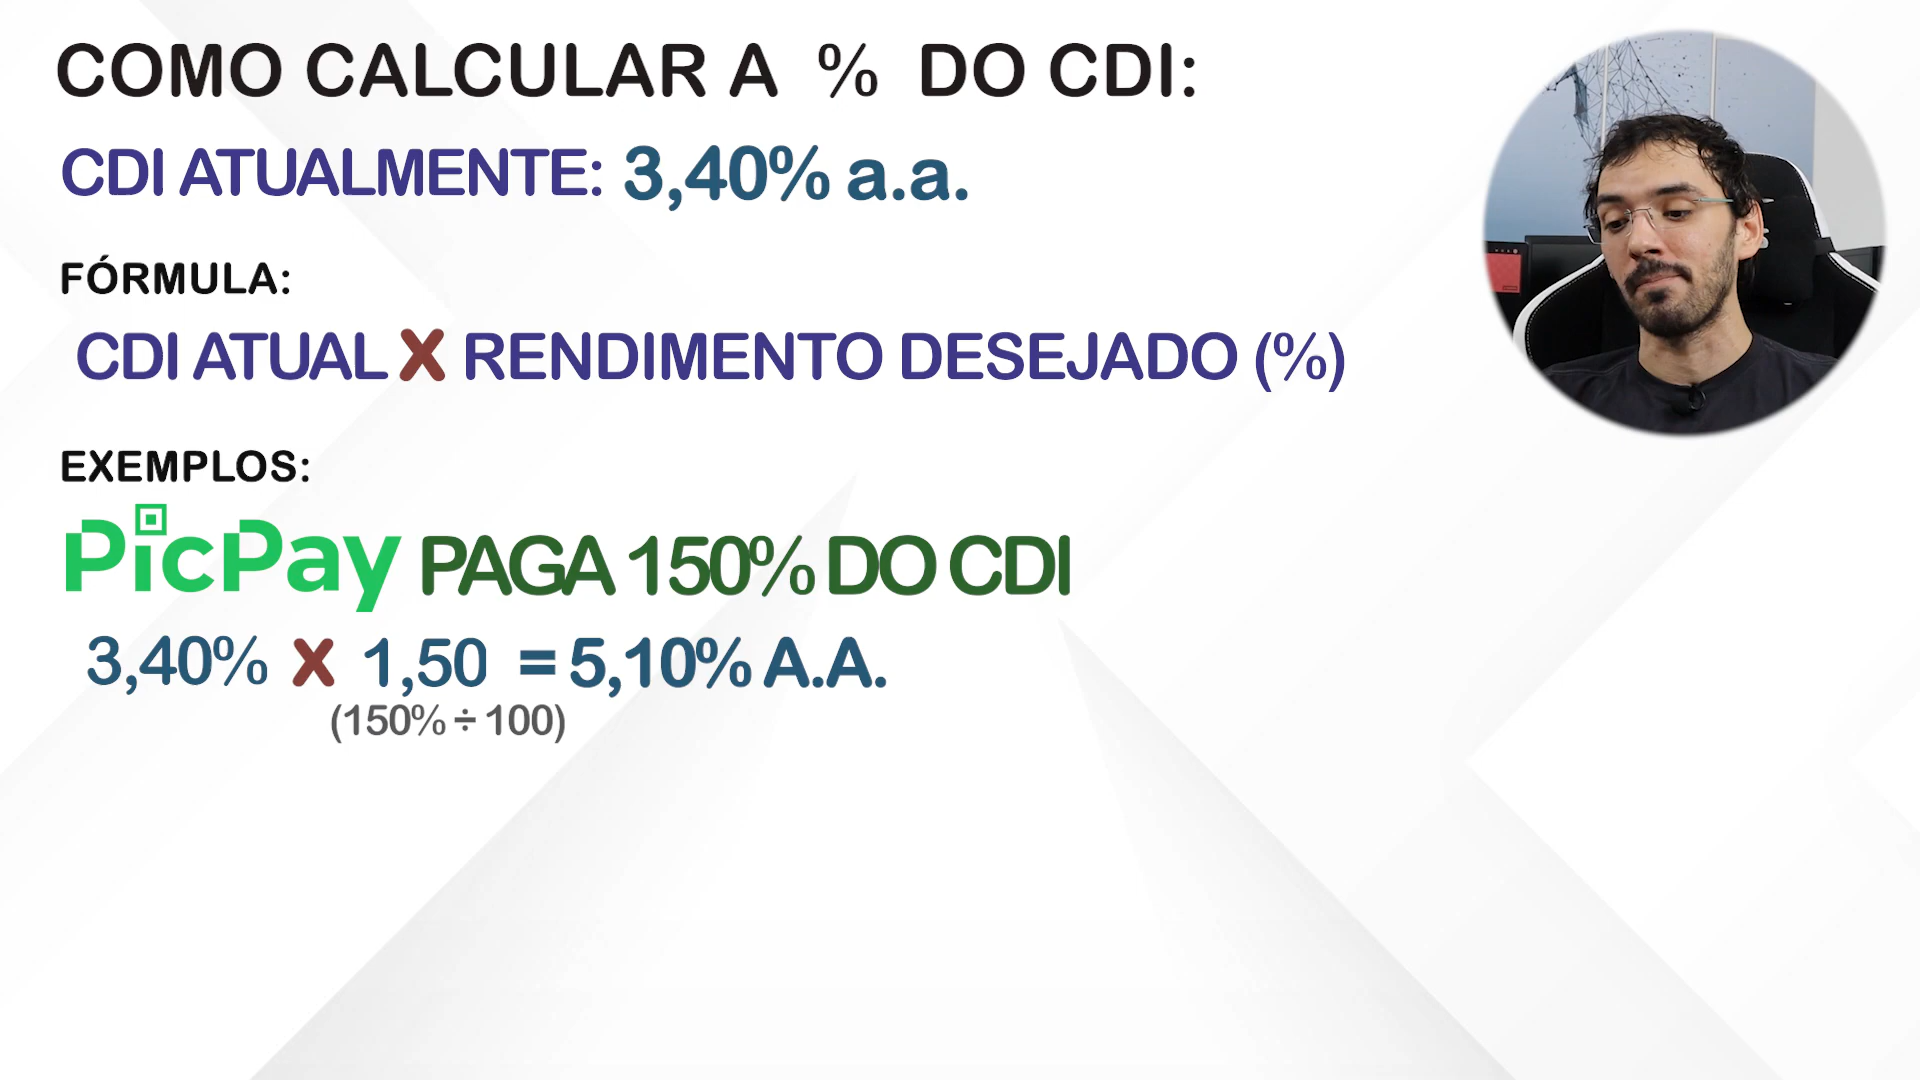 COMO CALCULAR A % DO CDI:
CDI ATUALMENTE: 3,40% a.a.
FÓRMULA:
CDI ATUAL X RENDIMENTO DESEJADO (%)
EXEMPLOS:
PicPay PAGA 150% DO CDI
3,40% X 1,50 = 5,10% A.A.
(150% ÷ 100)